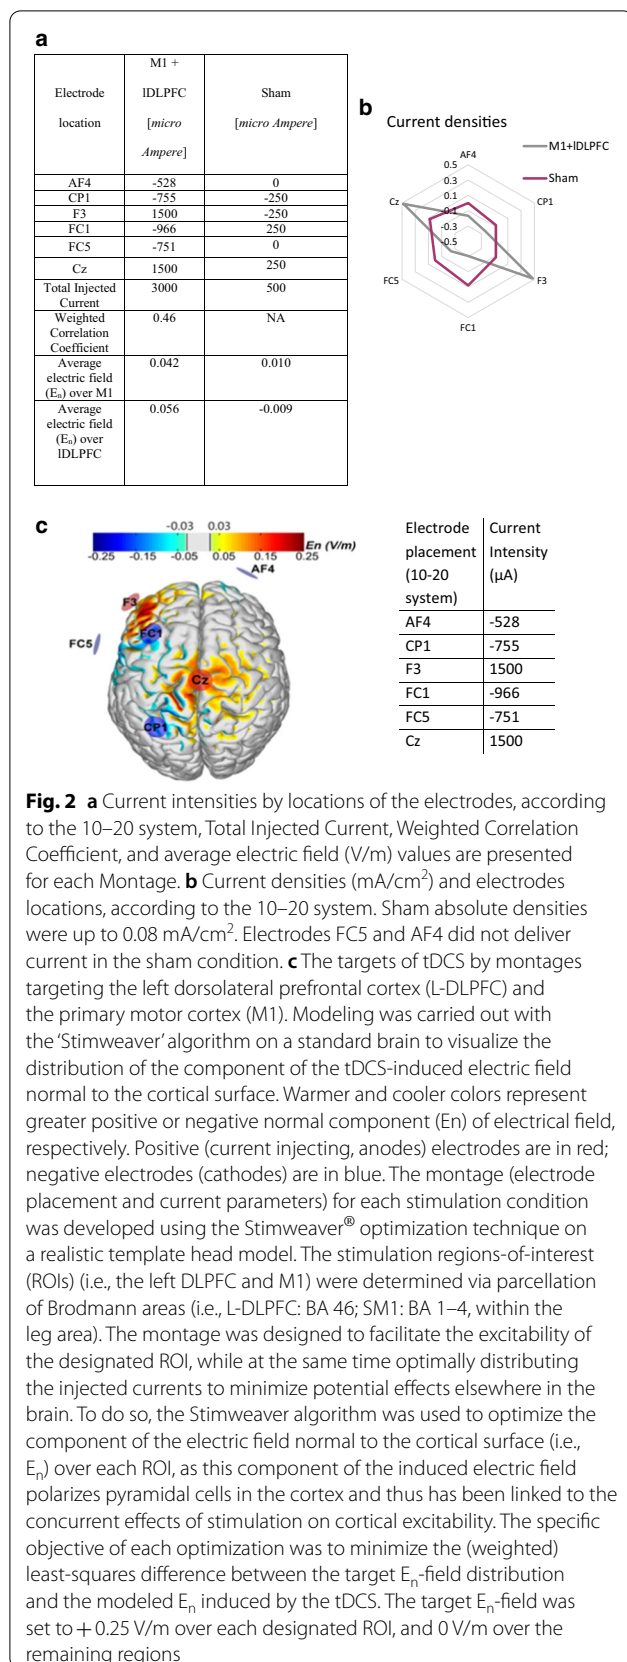 a
Electrode location
M1 +
lDLPFC
[micro
Ampere]
Sham
[micro Ampere]
AF4 -528 0
CP1 -755 -250
F3 1500 -250
FC1 -966 250
FC5 -751 0
Cz 1500 250
Total Injected Current 3000 500
Weighted Correlation Coefficient 0.46 NA
Average electric field (En) over M1 0.042 0.010
Average electric field (En) over lDLPFC 0.056 -0.009
b
Current densities
M1+lDLPFC
Sham
AF4
CP1
F3
FC1
FC5
Cz
0.5
0.3
0.1
-0.1
-0.3
-0.5
c
-0.03 0.03
En (V/m)
-0.25 -0.15 -0.05 0.05 0.15 0.25
AF4
F3
FC1
FC5
Cz
CP1
Electrode placement (10-20 system)
Current Intensity (µA)
AF4 -528
CP1 -755
F3 1500
FC1 -966
FC5 -751
Cz 1500
Fig. 2 a Current intensities by locations of the electrodes, according
to the 10–20 system, Total Injected Current, Weighted Correlation
Coefficient, and average electric field (V/m) values are presented
for each Montage. b Current densities (mA/cm2) and electrodes
locations, according to the 10–20 system. Sham absolute densities
were up to 0.08 mA/cm2. Electrodes FC5 and AF4 did not deliver
current in the sham condition. c The targets of tDCS by montages
targeting the left dorsolateral prefrontal cortex (L-DLPFC) and
the primary motor cortex (M1). Modeling was carried out with
the ‘Stimweaver’ algorithm on a standard brain to visualize the
distribution of the component of the tDCS-induced electric field
normal to the cortical surface. Warmer and cooler colors represent
greater positive or negative normal component (En) of electrical field,
respectively. Positive (current injecting, anodes) electrodes are in red;
negative electrodes (cathodes) are in blue. The montage (electrode
placement and current parameters) for each stimulation condition
was developed using the Stimweaver® optimization technique on
a realistic template head model. The stimulation regions-of-interest
(ROIs) (i.e., the left DLPFC and M1) were determined via parcellation
of Brodmann areas (i.e., L-DLPFC: BA 46; SM1: BA 1–4, within the
leg area). The montage was designed to facilitate the excitability of
the designated ROI, while at the same time optimally distributing
the injected currents to minimize potential effects elsewhere in the
brain. To do so, the Stimweaver algorithm was used to optimize the
component of the electric field normal to the cortical surface (i.e.,
En) over each ROI, as this component of the induced electric field
polarizes pyramidal cells in the cortex and thus has been linked to the
concurrent effects of stimulation on cortical excitability. The specific
objective of each optimization was to minimize the (weighted)
least-squares difference between the target En-field distribution
and the modeled En induced by the tDCS. The target En-field was
set to + 0.25 V/m over each designated ROI, and 0 V/m over the
remaining regions